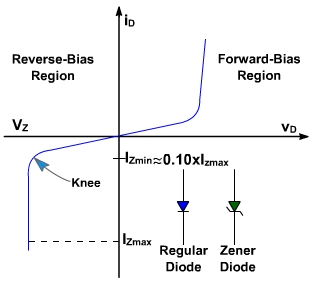 iD
Reverse-Bias
Region
Forward-Bias
Region
VZ
vD
IZmin≈0.10xIzmax
Knee
IZmax
Regular
Diode
Zener
Diode